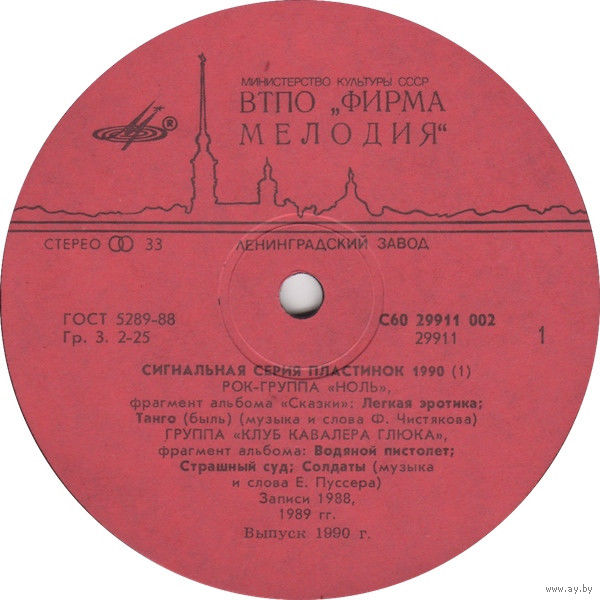 МИНИСТЕРСТВО КУЛЬТУРЫ СССР
ВТПО „ФИРМА
МЕЛОДИЯ“
®
СТЕРЕО 33
ЛЕНИНГРАДСКИЙ ЗАВОД
ГОСТ 5289-88
Гр. 3. 2-25
С60 29911 002
29911
1
СИГНАЛЬНАЯ СЕРИЯ ПЛАСТИНОК 1990 (1)
РОК-ГРУППА «НОЛЬ»,
фрагмент альбома «Сказки»: Легкая эротика;
Танго (быль) (музыка и слова Ф. Чистякова)
ГРУППА «КЛУБ КАВАЛЕРА ГЛЮКА»,
фрагмент альбома: Водяной пистолет;
Страшный суд; Солдаты (музыка
и слова Е. Пуссера)
Записи 1988,
1989 гг.
Выпуск 1990 г.
www.ay.by